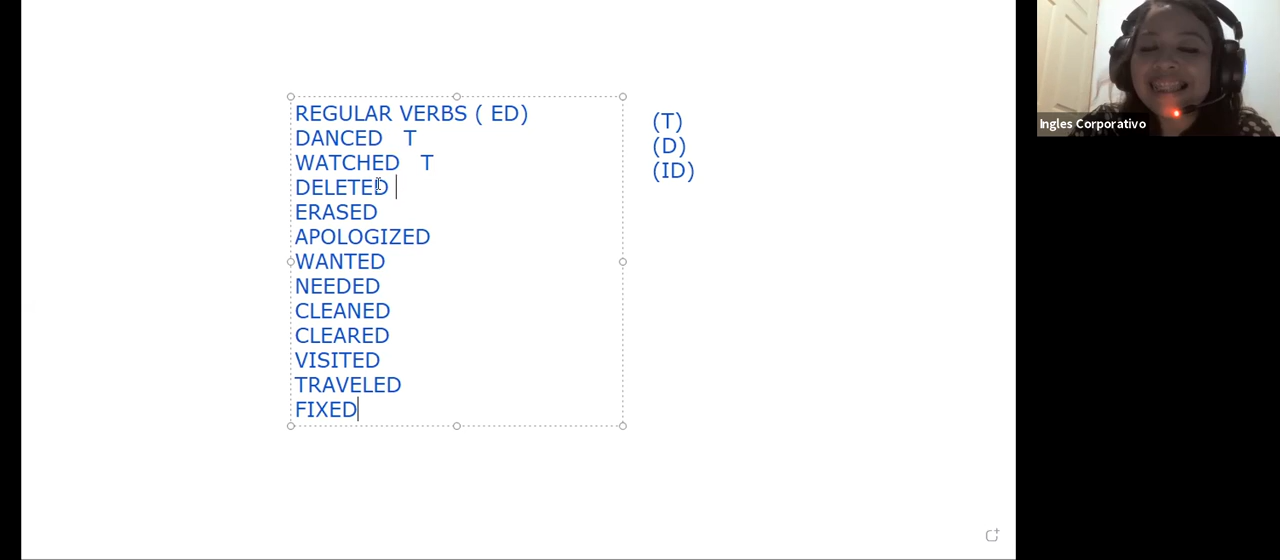 REGULAR VERBS ( ED)
DANCED T
WATCHED T
DELETED
ERASED
APOLOGIZED
WANTED
NEEDED
CLEANED
CLEARED
VISITED
TRAVELED
FIXED
(T)
(D)
(ID)
Ingles Corporativo